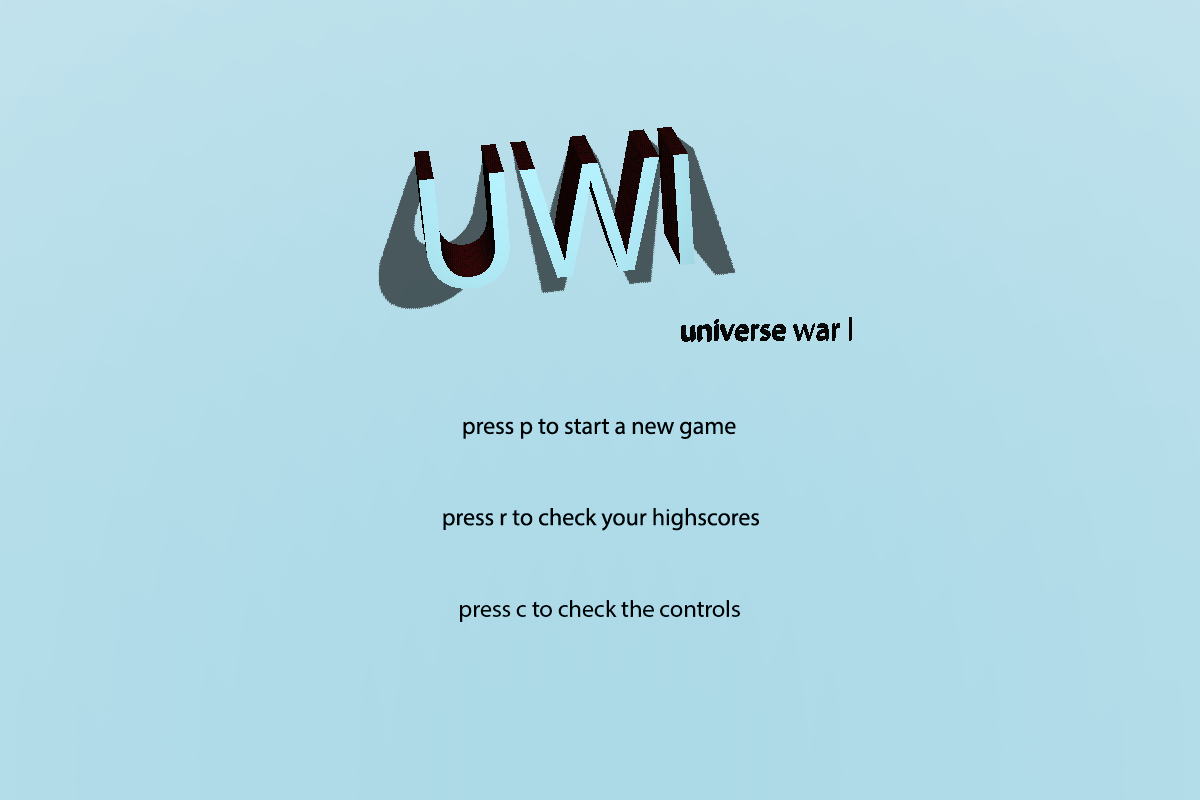 UWI
universe war I
press p to start a new game
press r to check your highscores
press c to check the controls